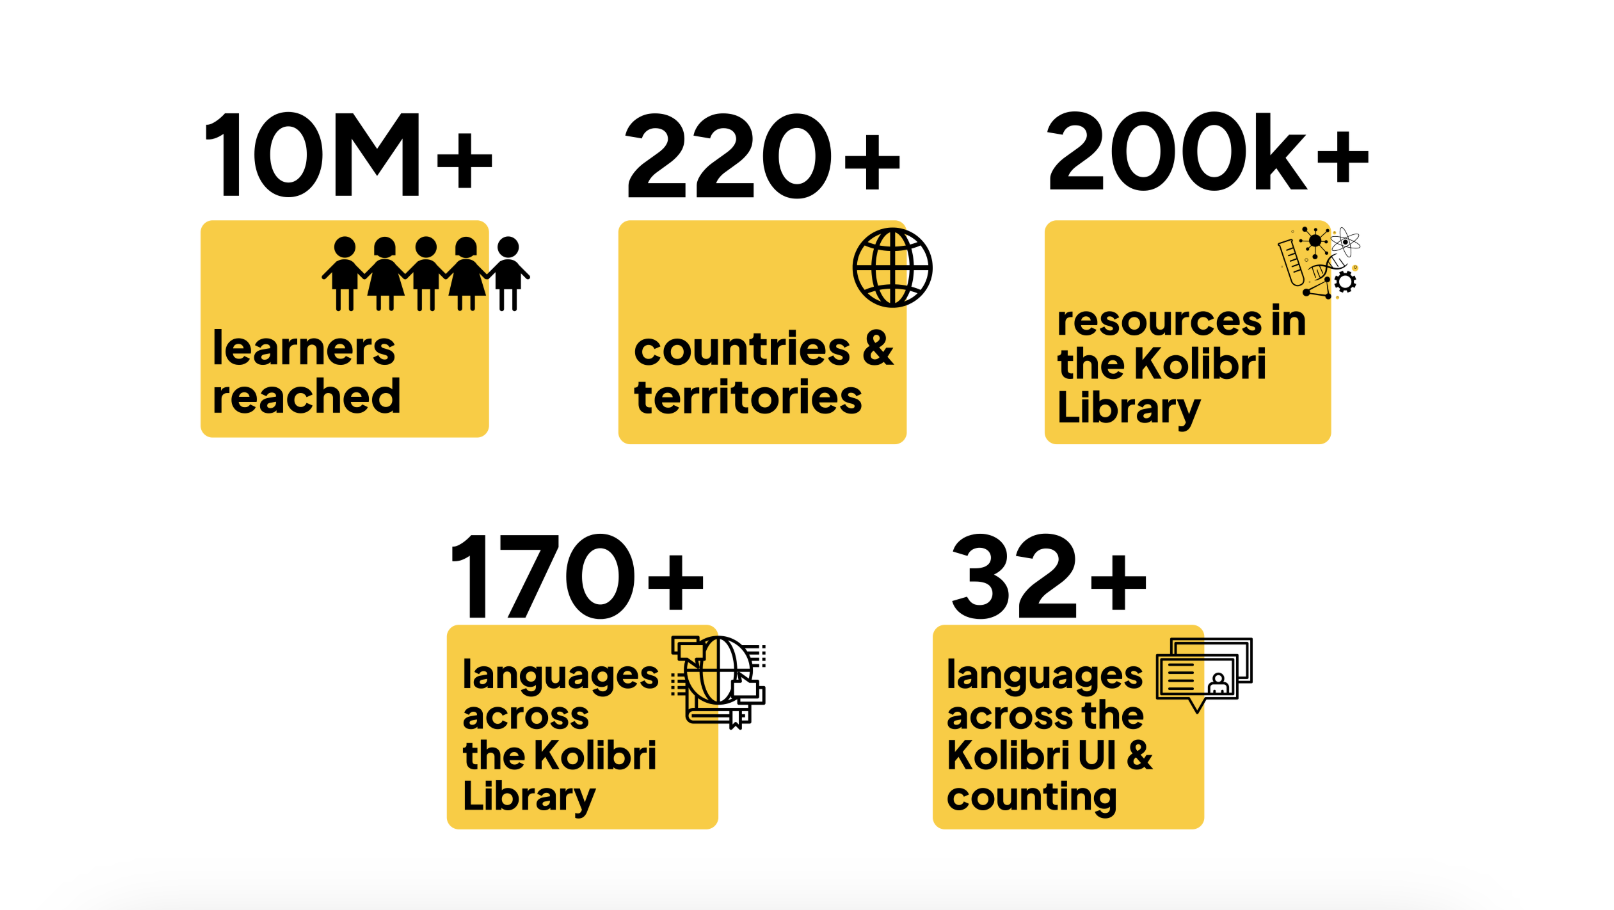 10M+
learners
reached
220+
countries &
territories
200k+
resources in
the Kolibri
Library
170+
languages
across
the Kolibri
Library
32+
languages
across the
Kolibri UI &
counting